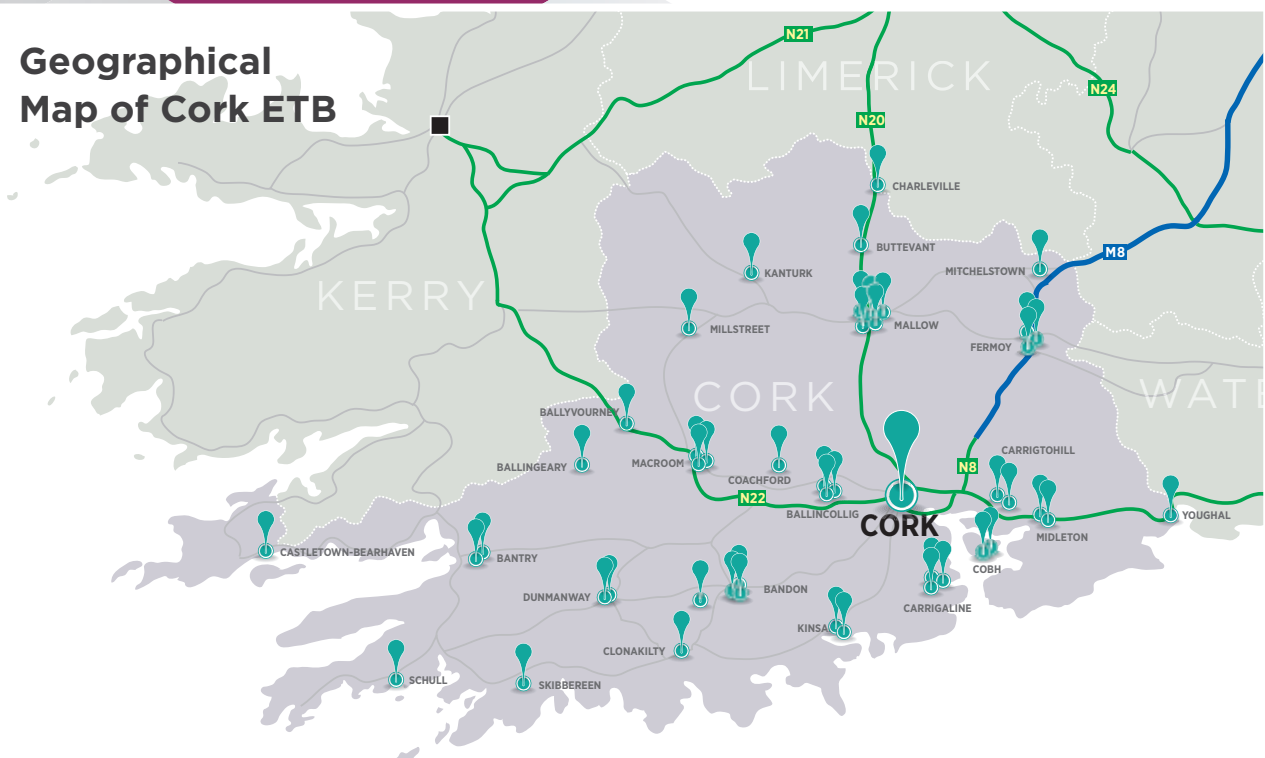 Geographical
Map of Cork ETB
N21
LIMERICK
N24
N20
CHARLEVILLE
BUTTEVANT
M8
MITCHELSTOWN
KANTURK
KERRY
MALLOW
MILLSTREET
FERMOY
CORK
WATE
BALLYVOURNEY
CARRIGTOHILL
MACROOM
BALLINGEARY
N8
COACHFORD
N22
BALLINCOLLIG
YOUGHAL
CORK
MIDLETON
CASTLETOWN-BEARHAVEN
BANTRY
COBH
BANDON
DUNMANWAY
CARRIGALINE
KINSA
CLONAKILTY
SCHULL
SKIBBEREEN